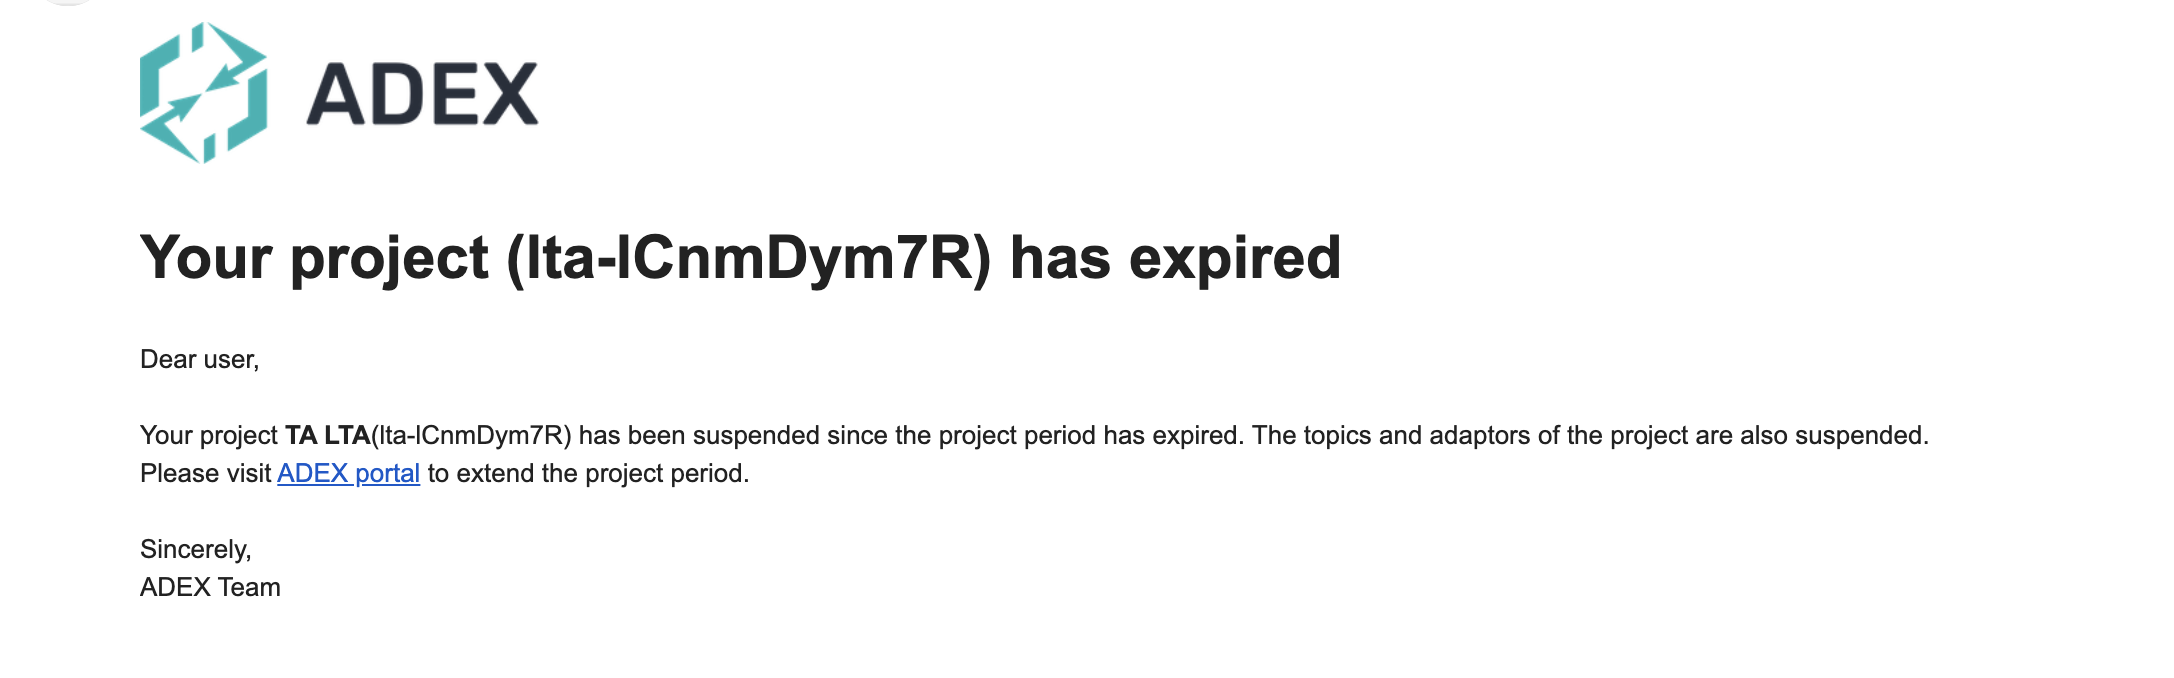 ADEX
Your project (lta-lCnmDym7R) has expired
Dear user,
Your project TA LTA(lta-lCnmDym7R) has been suspended since the project period has expired. The topics and adaptors of the project are also suspended.
Please visit ADEX portal to extend the project period.
Sincerely,
ADEX Team